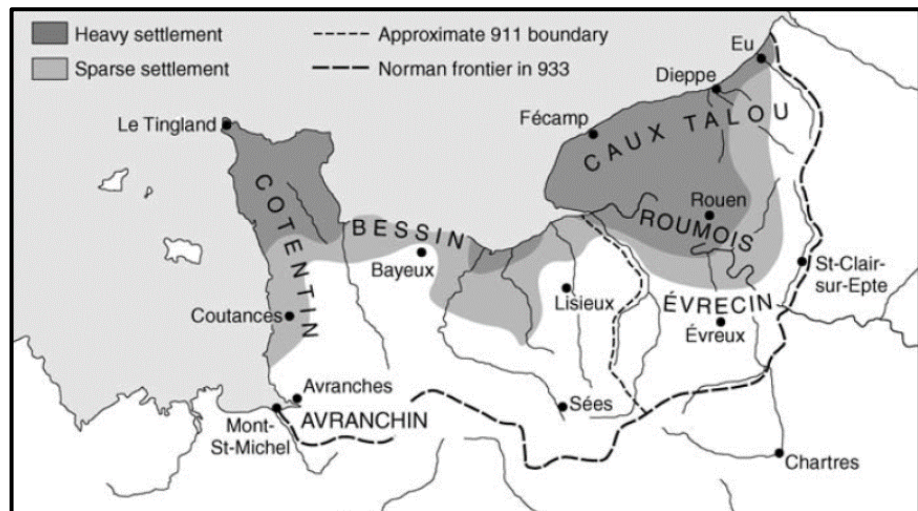 Heavy settlement
Sparse settlement
Approximate 911 boundary
Norman frontier in 933
Eu
Dieppe
Le Tingland
Fécamp
CAUX TALOU
COTENTIN
Rouen
ROUMOIS
BESSIN
Bayeux
St-Clair-
sur-Epte
Coutances
Lisieux
ÉVRECIN
Évreux
Avranches
AVRANCHIN
Sées
Mont-
St-Michel
Chartres